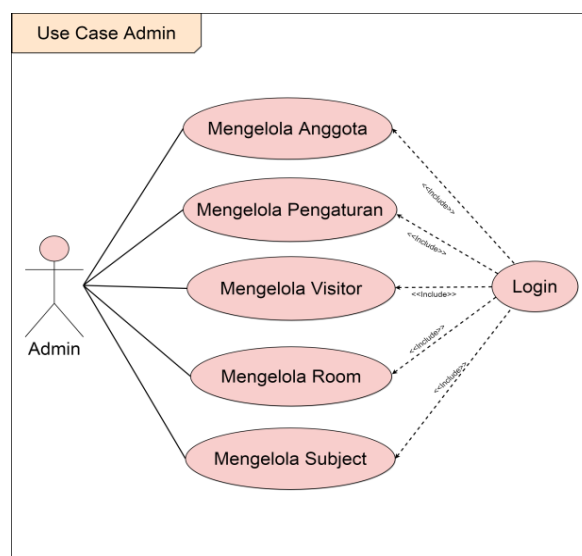 Use Case Admin
Mengelola Anggota
<<Include>>
Mengelola Pengaturan
<<Include>>
Mengelola Visitor
<<Include>>
Login
<<Include>>
Admin
Mengelola Room
<<Include>>
Mengelola Subject